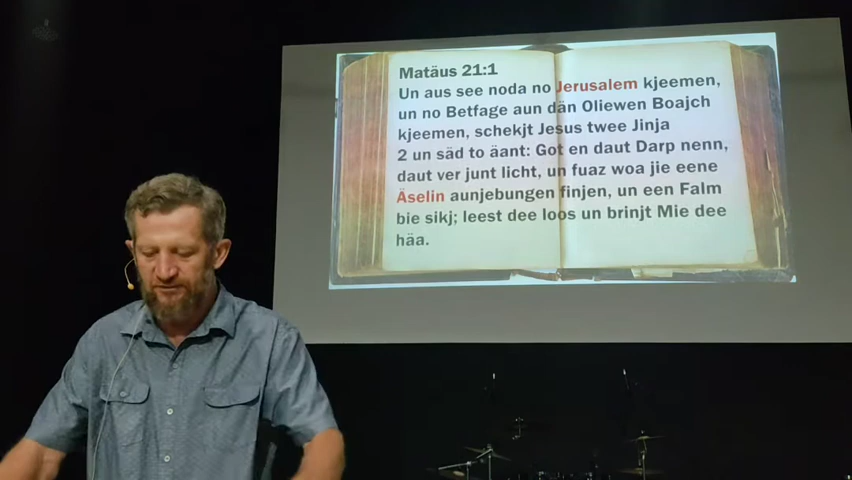 Matäus 21:1
Un aus see noda no Jerusalem kjeemen,
un no Betfage aun dän Oliewen Boajch
kjeemen, schekjt Jesus twee Jinja
2 un säd to äant: Got en daut Darp nenn,
daut ver junt licht, un fuaz woa jie eene
Äselin aunjebungen finjen, un een Falm
bie sikj; leest dee loos un brinjt Mie dee
häa.